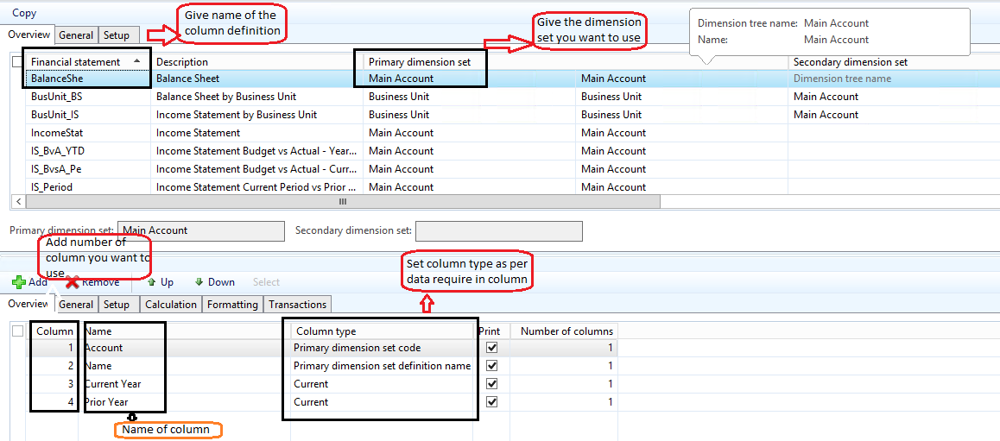 Copy
Give name of the
column definition
Give the dimension
set you want to use
Dimension tree name: Main Account
Name: Main Account
Overview General Setup
Financial statement Description Primary dimension set Secondary dimension set
BalanceShe Balance Sheet Main Account Main Account Dimension tree name
BusUnit_BS Balance Sheet by Business Unit Business Unit Business Unit Main Account
BusUnit_IS Income Statement by Business Unit Business Unit Business Unit Main Account
IncomeStat Income Statement Main Account Main Account
IS_BvA_YTD Income Statement Budget vs Actual - Year... Main Account Main Account
IS_BvsA_Pe Income Statement Budget vs Actual - Curr... Main Account Main Account
IS_Period Income Statement Current Period vs Prior ... Main Account Main Account
Primary dimension set: Main Account Secondary dimension set:
Add number of
column you want to
use
Set column type as per
data require in column
Add Remove Up Down Select
Overview General Setup Calculation Formatting Transactions
Column Name Column type Print Number of columns
1 Account Primary dimension set code 1
2 Name Primary dimension set definition name 1
3 Current Year Current 1
4 Prior Year Current 1
Name of column